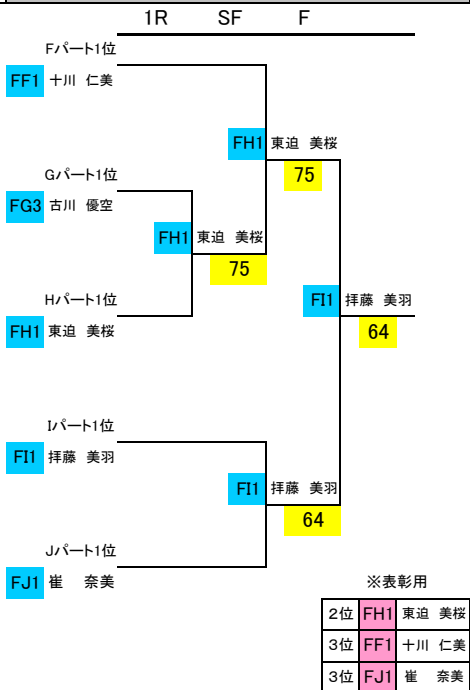 1R SF F
Fパート1位
FF1 十川 仁美
FH1 東迫 美桜
75
Gパート1位
FG3 古川 優空
FH1 東迫 美桜
75
Hパート1位
FH1 東迫 美桜
FI1 拝藤 美羽
64
Iパート1位
FI1 拝藤 美羽
FI1 拝藤 美羽
64
Jパート1位
FJ1 崔 奈美
※表彰用
2位 FH1 東迫 美桜
3位 FF1 十川 仁美
3位 FJ1 崔 奈美